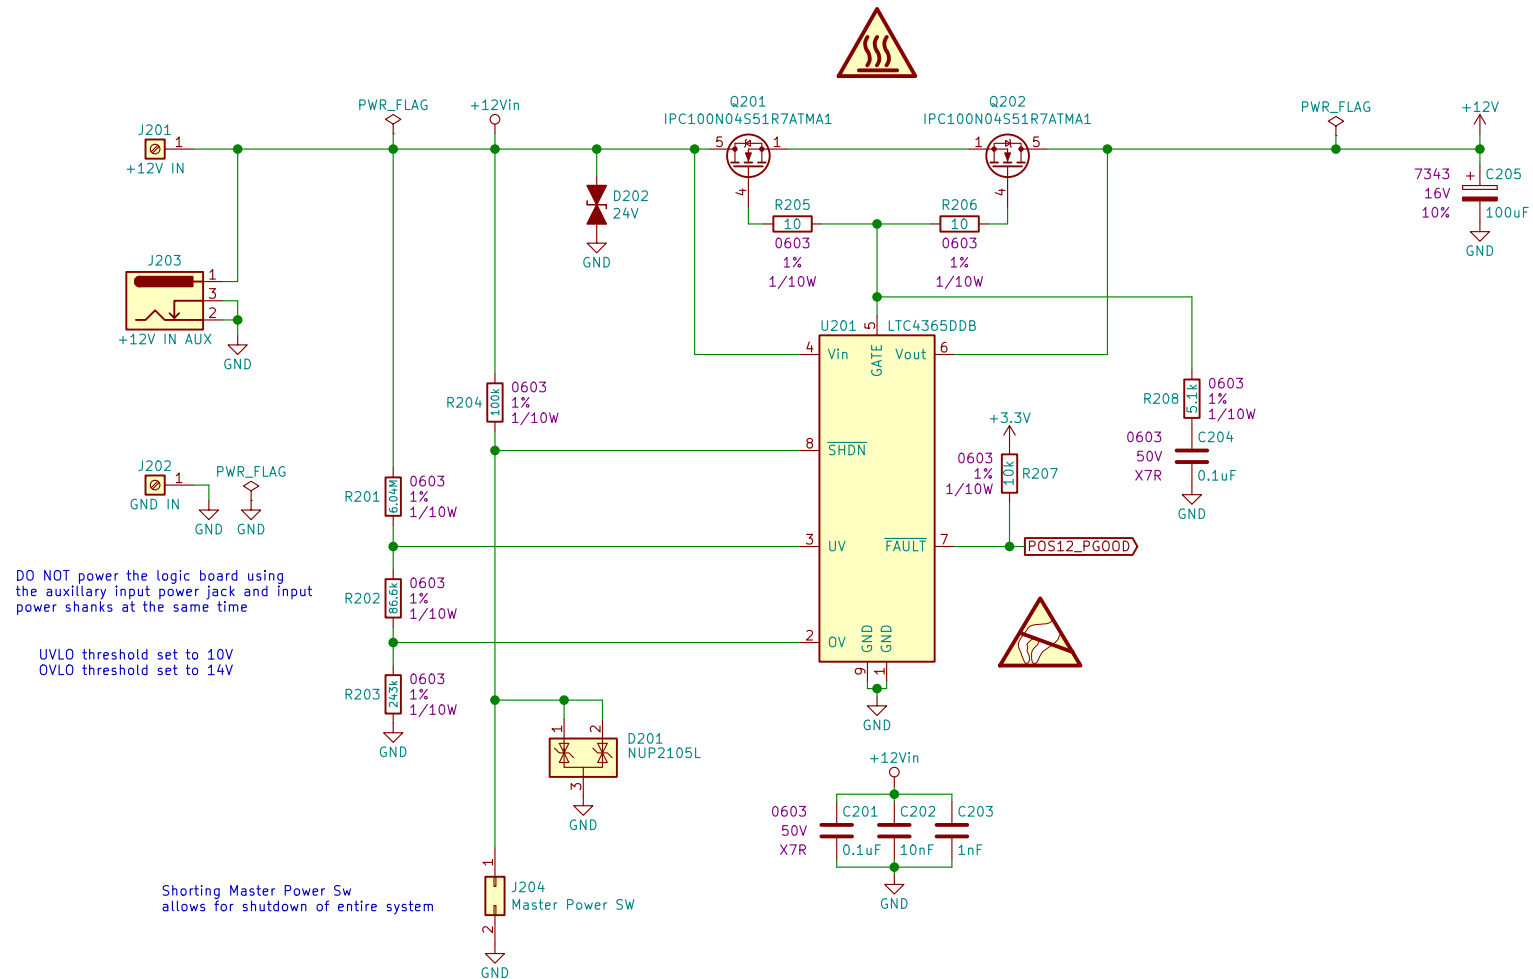 PWR_FLAG
+12Vin
Q201
IPC100N04S51R7ATMA1
Q202
IPC100N04S51R7ATMA1
PWR_FLAG
+12V
J201
1
+12V IN
5
1
4
1
5
4
D202
24V
GND
R205
10
0603
1%
1/10W
R206
10
0603
1%
1/10W
7343
16V
10%
+
C205
100uF
GND
J203
1
3
2
+12V IN AUX
GND
U201
LTC4365DDB
5
GATE
4
Vin
Vout
6
8
SHDN
3
UV
FAULT
7
2
OV
GND
GND
9
1
GND
R204
100k
0603
1%
1/10W
R208
5.1k
0603
1%
1/10W
0603
50V
X7R
C204
0.1uF
GND
+3.3V
0603
1%
1/10W
10k
R207
POS12_PGOOD
J202
1
GND IN
GND
PWR_FLAG
GND
R201
6.04M
0603
1%
1/10W
R202
86.6k
0603
1%
1/10W
R203
243k
0603
1%
1/10W
GND
DO NOT power the logic board using
the auxillary input power jack and input
power shanks at the same time
UVLO threshold set to 10V
OVLO threshold set to 14V
1
2
D201
NUP2105L
3
GND
+12Vin
0603
50V
X7R
C201
0.1uF
C202
10nF
C203
1nF
GND
Shorting Master Power Sw
allows for shutdown of entire system
1
J204
Master Power SW
2
GND